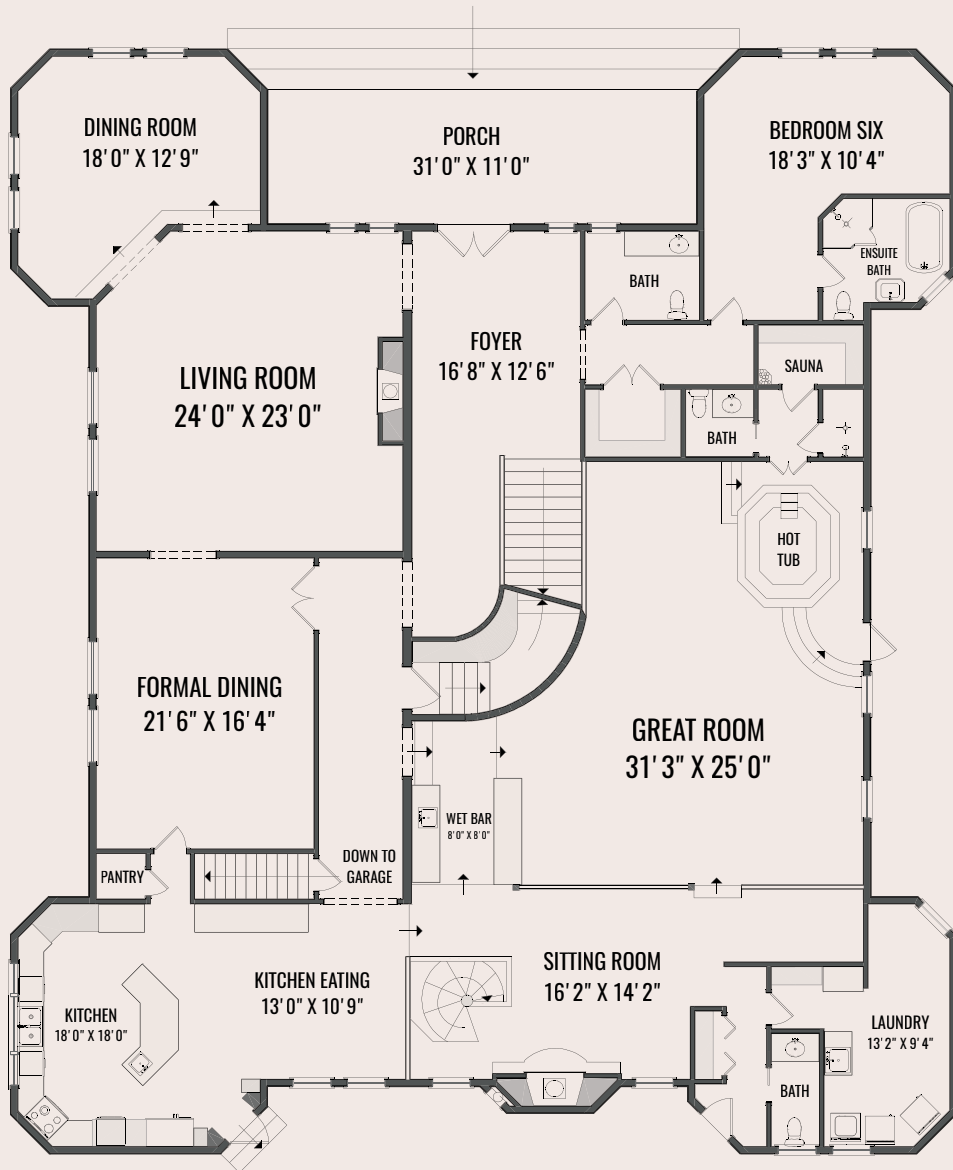 DINING ROOM
18'0" X 12'9"
PORCH
31'0" X 11'0"
BEDROOM SIX
18'3" X 10'4"
ENSUITE
BATH
BATH
FOYER
16'8" X 12'6"
LIVING ROOM
24'0" X 23'0"
SAUNA
BATH
HOT
TUB
FORMAL DINING
21'6" X 16'4"
GREAT ROOM
31'3" X 25'0"
WET BAR
8'0" X 8'0"
DOWN TO
GARAGE
PANTRY
KITCHEN EATING
13'0" X 10'9"
SITTING ROOM
16'2" X 14'2"
KITCHEN
18'0" X 18'0"
LAUNDRY
13'2" X 9'4"
BATH